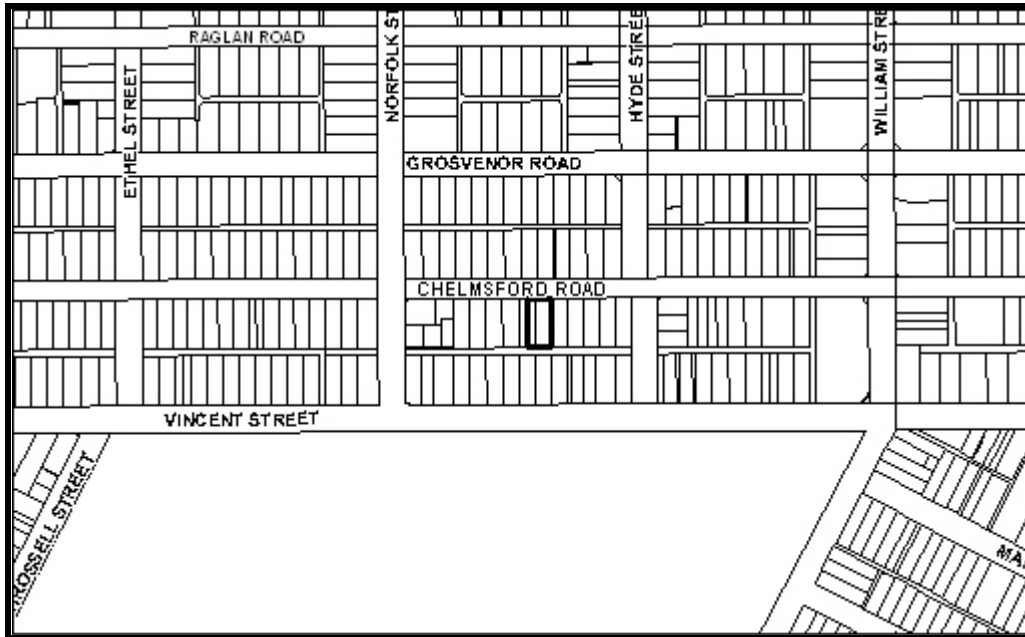 RAGLAN ROAD
NORFOLK ST
HYDE STREE
WILLIAM STRE
ETHEL STREET
GROSVENOR ROAD
CHELMSFORD ROAD
VINCENT STREET
ROSSELL STREET
MA